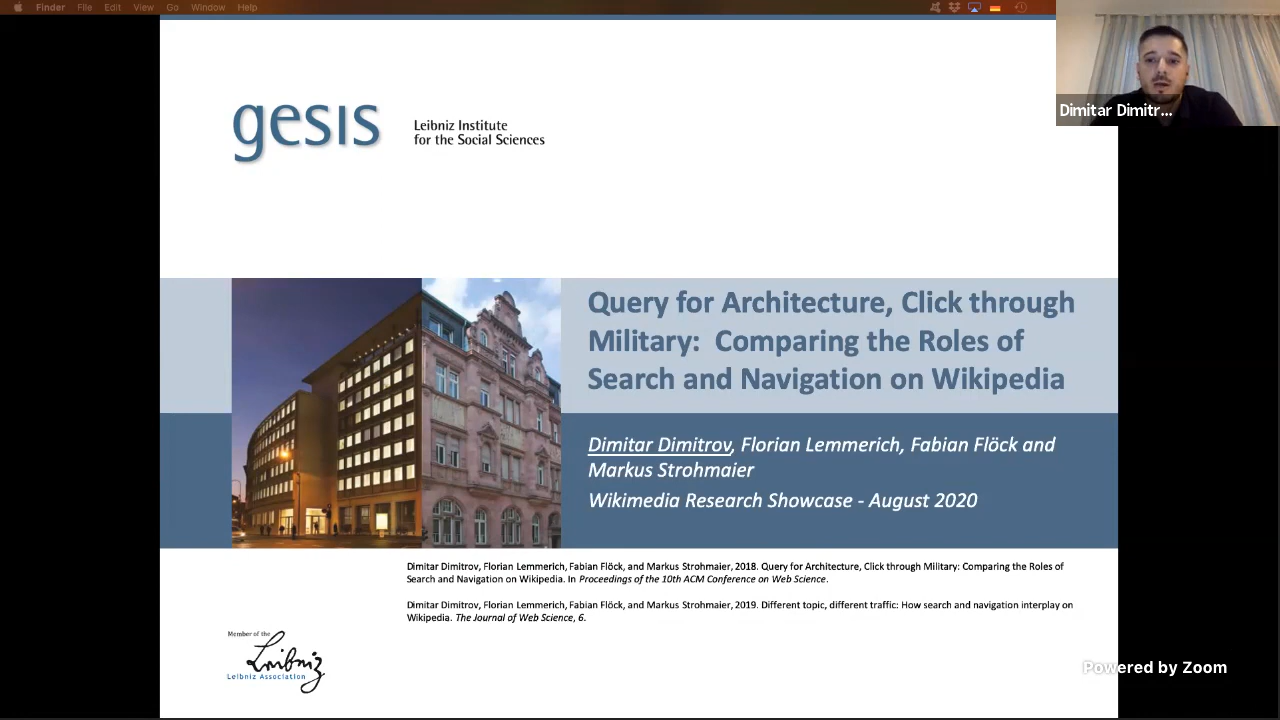 Finder File Edit View Go Window Help
Dimitar Dimitr...
gesis
Leibniz Institute
for the Social Sciences
Query for Architecture, Click through
Military: Comparing the Roles of
Search and Navigation on Wikipedia
Dimitar Dimitrov, Florian Lemmerich, Fabian Flöck and
Markus Strohmaier
Wikimedia Research Showcase - August 2020
Dimitar Dimitrov, Florian Lemmerich, Fabian Flöck, and Markus Strohmaier, 2018. Query for Architecture, Click through Military: Comparing the Roles of
Search and Navigation on Wikipedia. In Proceedings of the 10th ACM Conference on Web Science.
Dimitar Dimitrov, Florian Lemmerich, Fabian Flöck, and Markus Strohmaier, 2019. Different topic, different traffic: How search and navigation interplay on
Wikipedia. The Journal of Web Science, 6.
Member of the
Leibniz
Leibniz Association
Powered by Zoom